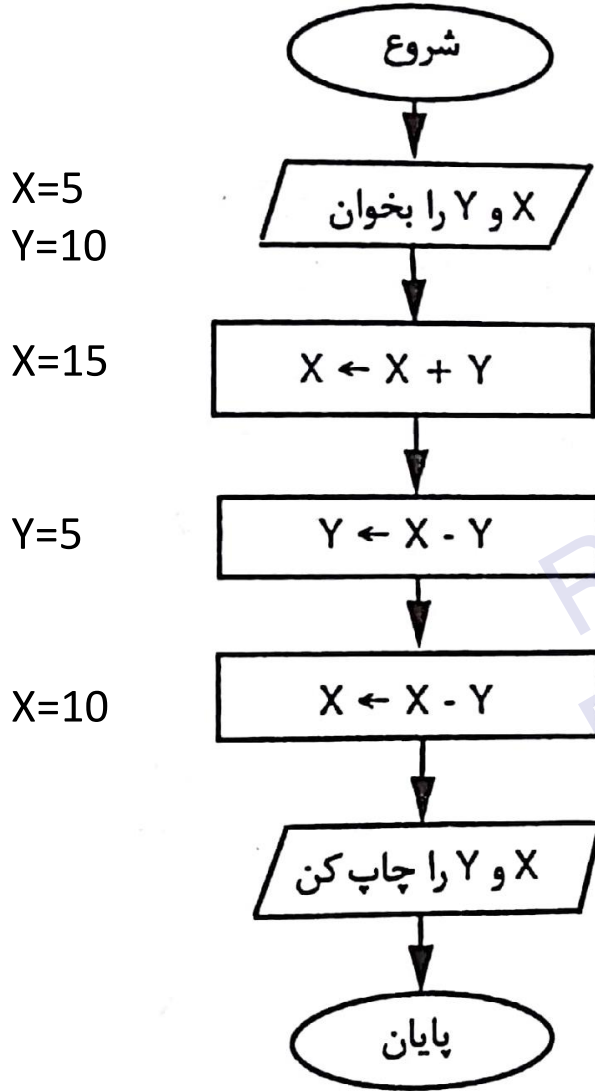 شروع
X=5
Y=10
X و Y را بخوان
X=15
X ← X + Y
Y=5
Y ← X - Y
X=10
X ← X - Y
X و Y را چاپ کن
پایان